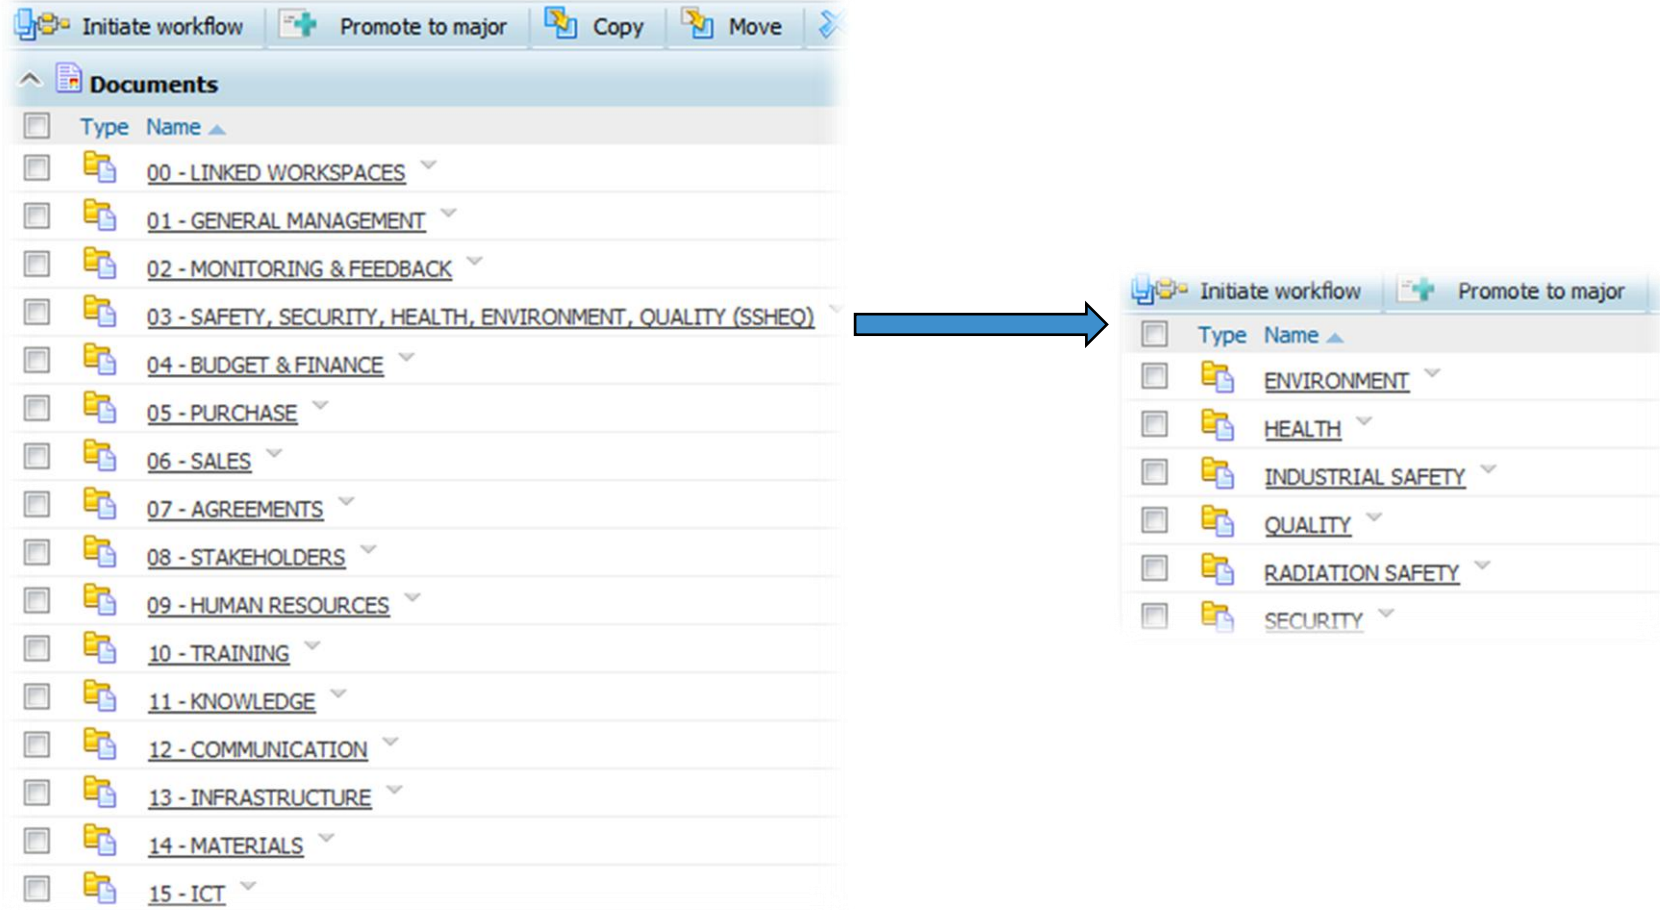 Initiate workflow Promote to major Copy Move
Documents
Type Name
00 - LINKED WORKSPACES
01 - GENERAL MANAGEMENT
02 - MONITORING & FEEDBACK
03 - SAFETY, SECURITY, HEALTH, ENVIRONMENT, QUALITY (SSHEQ)
04 - BUDGET & FINANCE
05 - PURCHASE
06 - SALES
07 - AGREEMENTS
08 - STAKEHOLDERS
09 - HUMAN RESOURCES
10 - TRAINING
11 - KNOWLEDGE
12 - COMMUNICATION
13 - INFRASTRUCTURE
14 - MATERIALS
15 - ICT
Initiate workflow Promote to major
Type Name
ENVIRONMENT
HEALTH
INDUSTRIAL SAFETY
QUALITY
RADIATION SAFETY
SECURITY